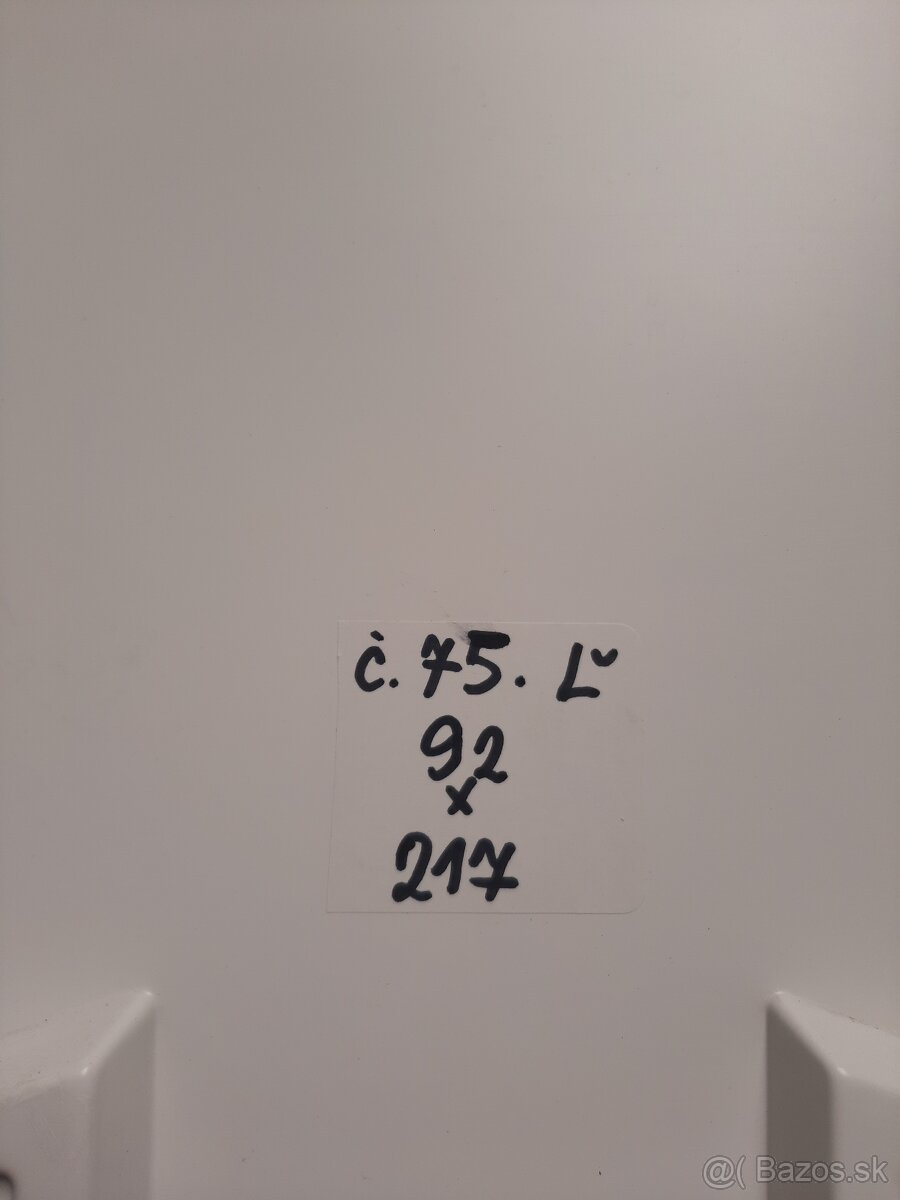 č. 75. Ľ
92
x
217
@( Bazos.sk